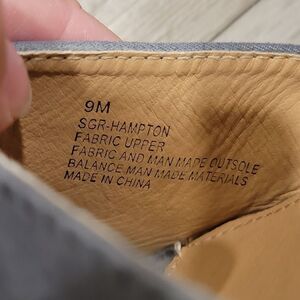 9M
SGR-HAMPTON
FABRIC UPPER
FABRIC AND MAN MADE OUTSOLE
BALANCE MAN MADE MATERIALS
MADE IN CHINA